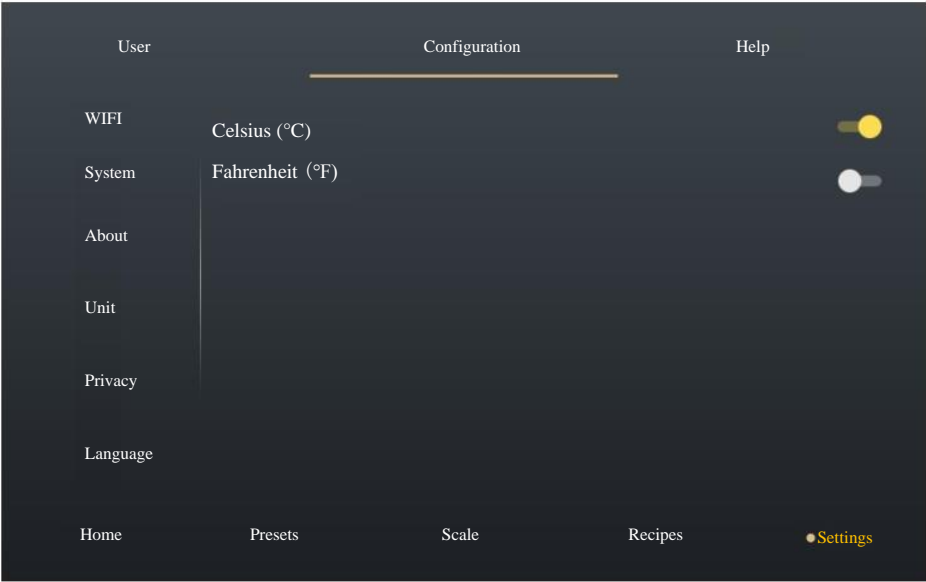 User Configuration Help
WIFI
Celsius (°C)
System
Fahrenheit（°F)
About
Unit
Privacy
Language
Home Presets Scale Recipes Settings